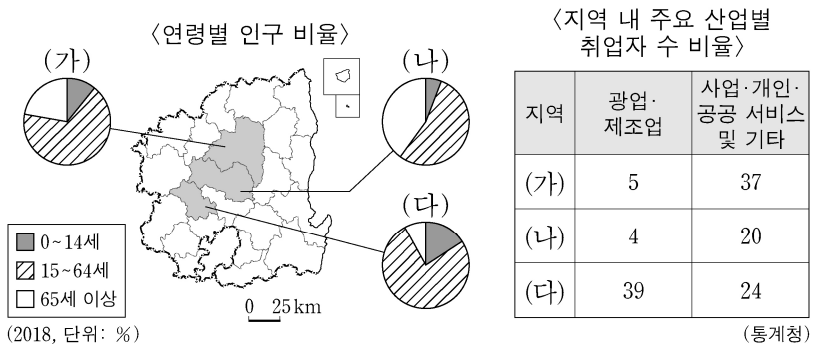 〈연령별 인구 비율〉
(가)
(나)
(다)
0~14세
15~64세
65세 이상
(2018, 단위: %)
0 25km
〈지역 내 주요 산업별
취업자 수 비율〉
지역 광업· 제조업 사업·개인· 공공 서비스 및 기타
(가) 5 37
(나) 4 20
(다) 39 24
(통계청)